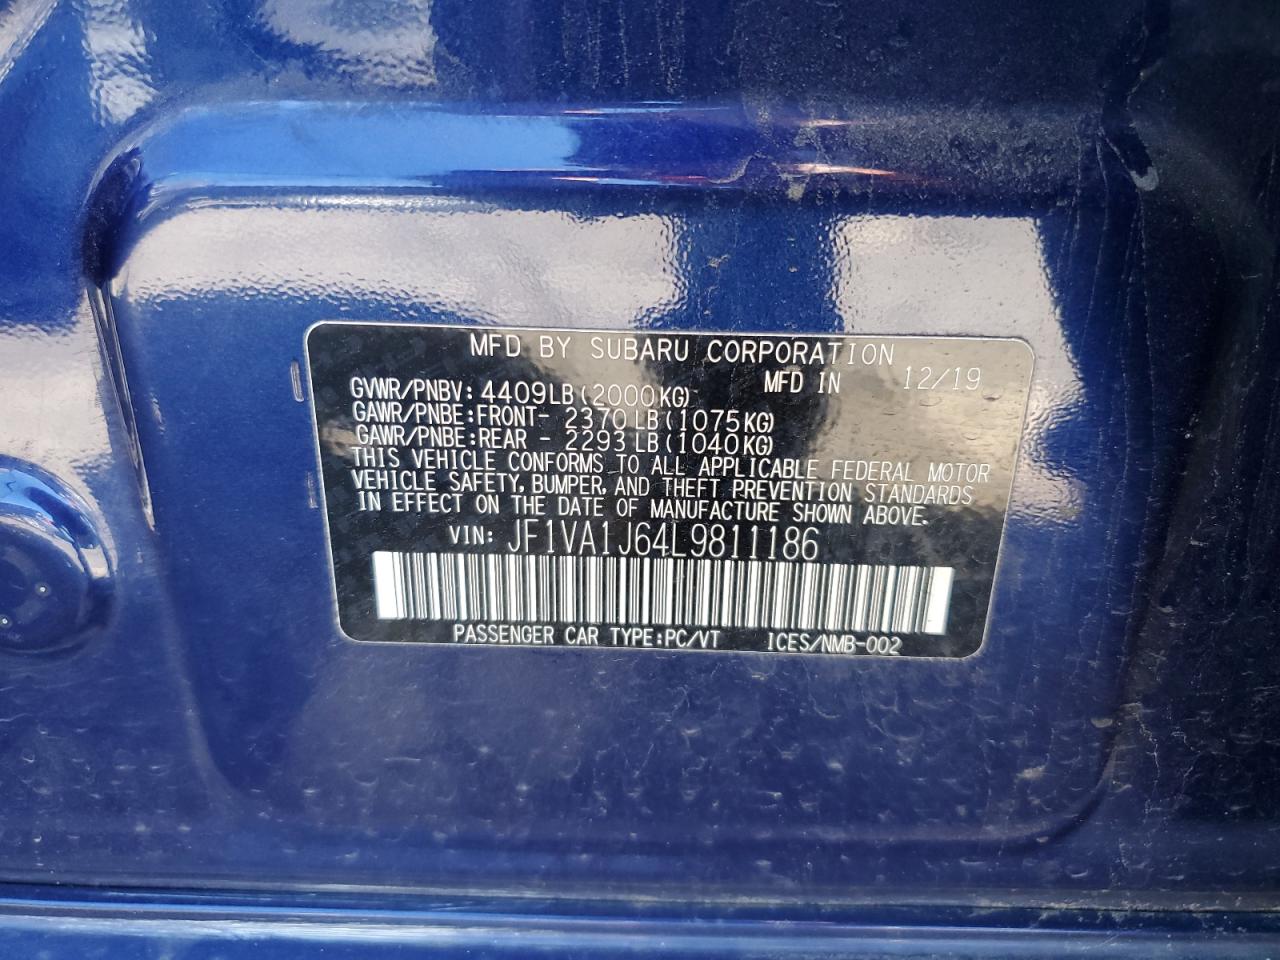 MFD BY SUBARU CORPORATION
MFD IN 12/19
GVWR/PNBV: 4409LB (2000KG)
GAWR/PNBE:FRONT- 2370 LB (1075KG)
GAWR/PNBE:REAR - 2293 LB (1040KG)
THIS VEHICLE CONFORMS TO ALL APPLICABLE FEDERAL MOTOR
VEHICLE SAFETY, BUMPER, AND THEFT PREVENTION STANDARDS
IN EFFECT ON THE DATE OF MANUFACTURE SHOWN ABOVE.
VIN: JF1VA1J64L9811186
PASSENGER CAR TYPE:PC/VT ICES/NMB-002